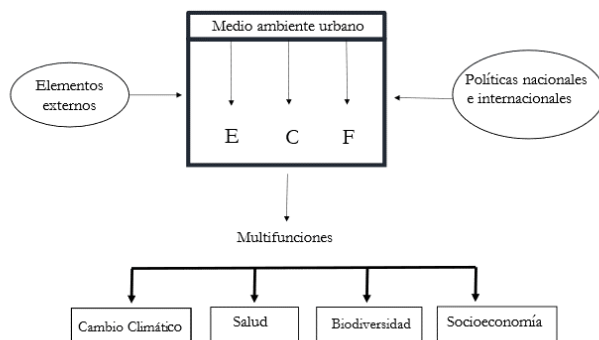 Medio ambiente urbano
Elementos
externos
Políticas nacionales
e internacionales
E C F
Multifunciones
Cambio Climático
Salud
Biodiversidad
Socioeconomía